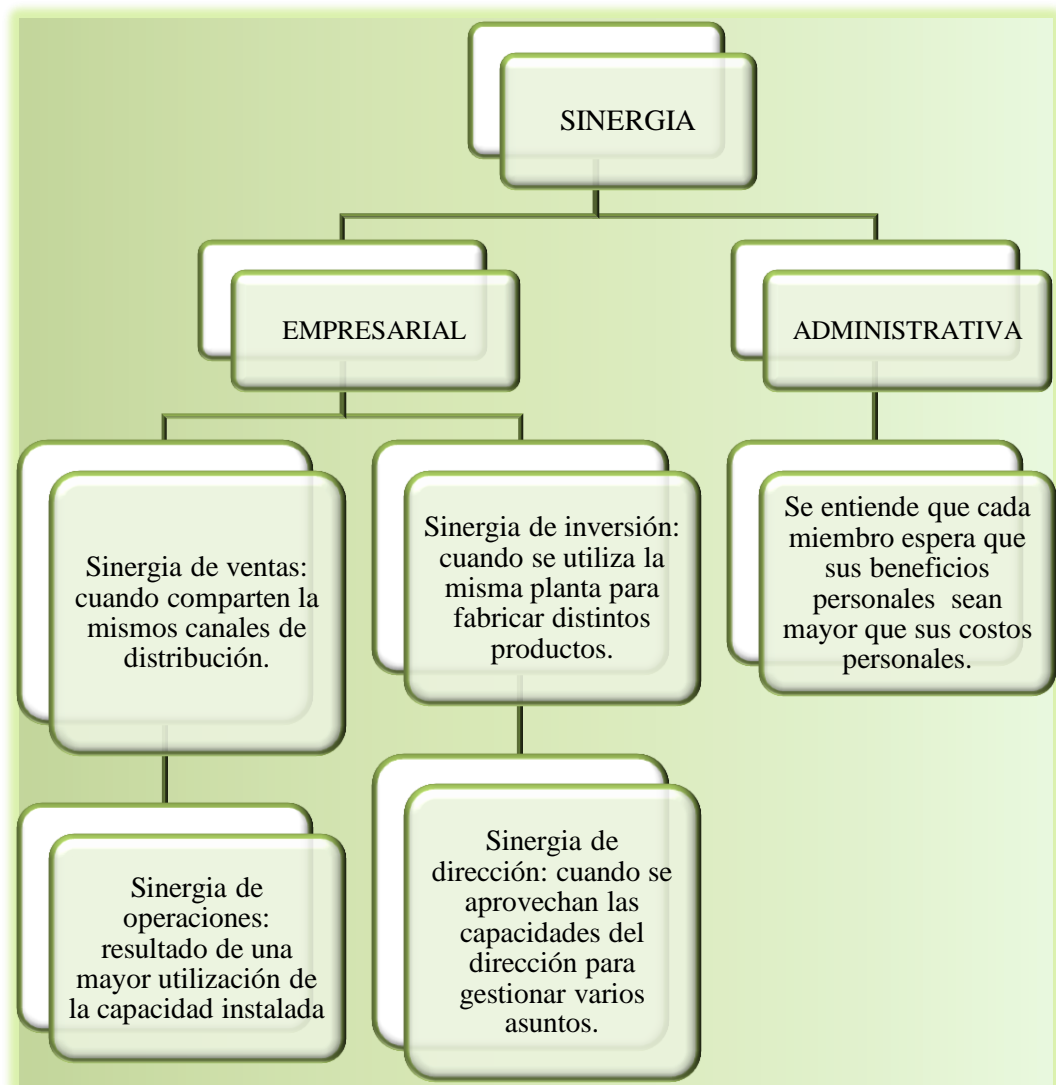 SINERGIA
EMPRESARIAL
ADMINISTRATIVA
Sinergia de ventas:
cuando comparten la
mismos canales de
distribución.
Sinergia de inversión:
cuando se utiliza la
misma planta para
fabricar distintos
productos.
Se entiende que cada
miembro espera que
sus beneficios
personales sean
mayor que sus costos
personales.
Sinergia de
operaciones:
resultado de una
mayor utilización de
la capacidad instalada
Sinergia de
dirección: cuando se
aprovechan las
capacidades del
dirección para
gestionar varios
asuntos.